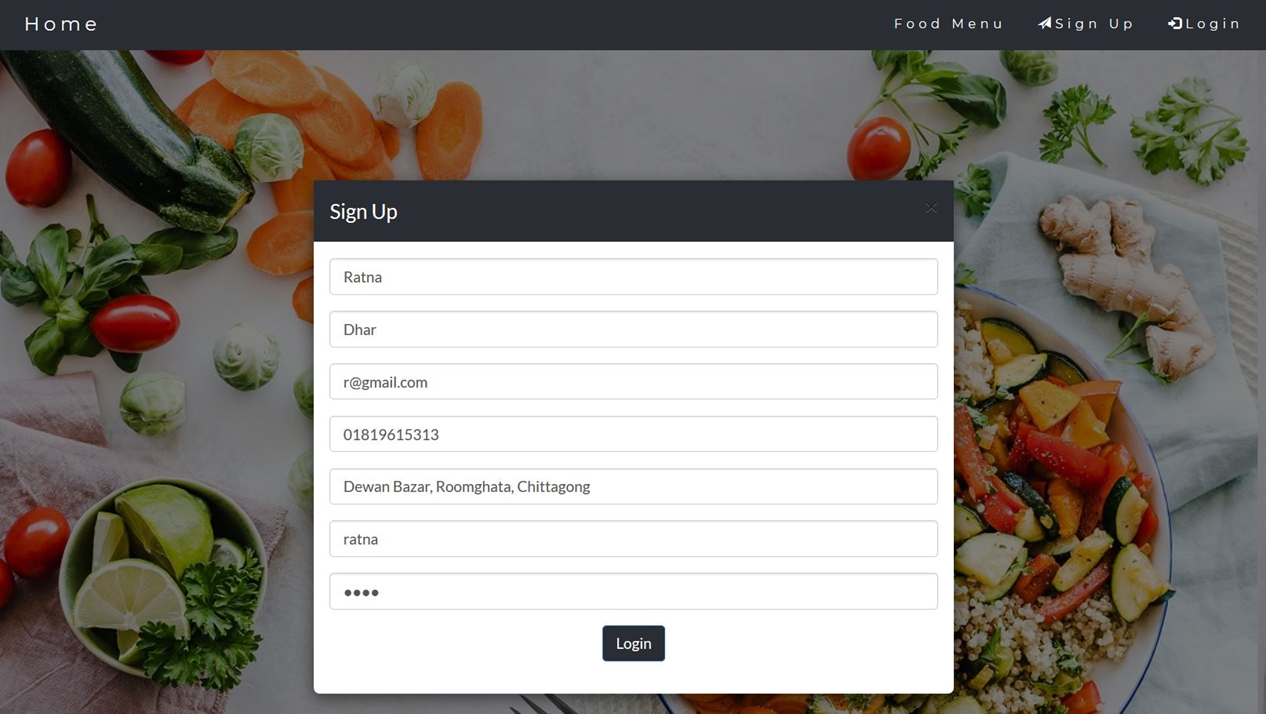 Home
Food Menu
Sign Up
Login
Sign Up
×
Ratna
Dhar
r@gmail.com
01819615313
Dewan Bazar, Roomghata, Chittagong
ratna
••••
Login